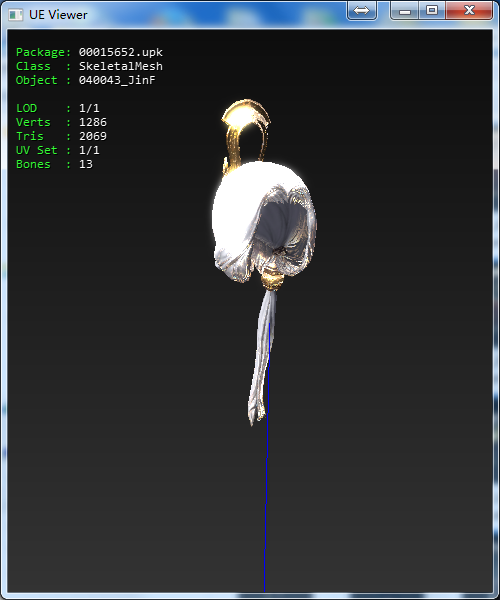 UE Viewer
Package: 00015652.upk
Class  : SkeletalMesh
Object : 040043_JinF
LOD    : 1/1
Verts  : 1286
Tris   : 2069
UV Set : 1/1
Bones  : 13